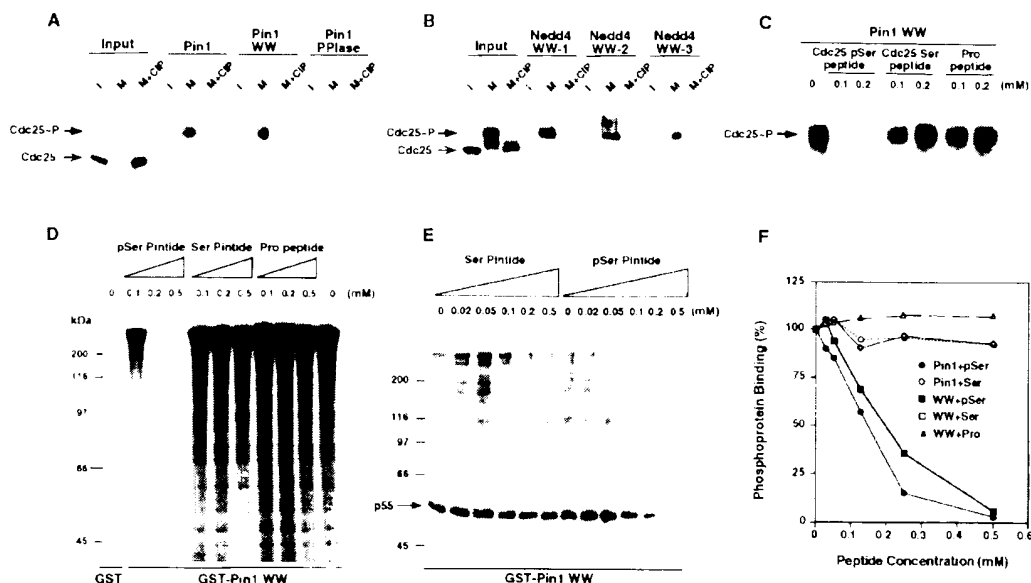 A
Input
Pin1
Pin1 WW
Pin1 PPIase
I M M+CIP I M M+CIP I M M+CIP I M M+CIP
Cdc25~P
Cdc25
B
Input
Nedd4 WW-1
Nedd4 WW-2
Nedd4 WW-3
I M M+CIP I M M+CIP I M M+CIP I M M+CIP
Cdc25~P
Cdc25
C
Pin1 WW
Cdc25 pSer peptide
Cdc25 Ser peptide
Pro peptide
0 0.1 0.2 0.1 0.2 0.1 0.2 (mM)
Cdc25~P
D
pSer Pintide Ser Pintide Pro peptide
0 0.1 0.2 0.5 0.1 0.2 0.5 0.1 0.2 0.5 0 (mM)
kDa
200
116
97
66
45
GST GST-Pin1 WW
E
Ser Pintide pSer Pintide
0 0.02 0.05 0.1 0.2 0.5 0 0.02 0.05 0.1 0.2 0.5 (mM)
200
116
97
66
p55
45
GST-Pin1 WW
F
Phosphoprotein Binding (%)
125
100
75
50
25
0
Pin1+pSer
Pin1+Ser
WW+pSer
WW+Ser
WW+Pro
0 0.1 0.2 0.3 0.4 0.5 0.6
Peptide Concentration (mM)